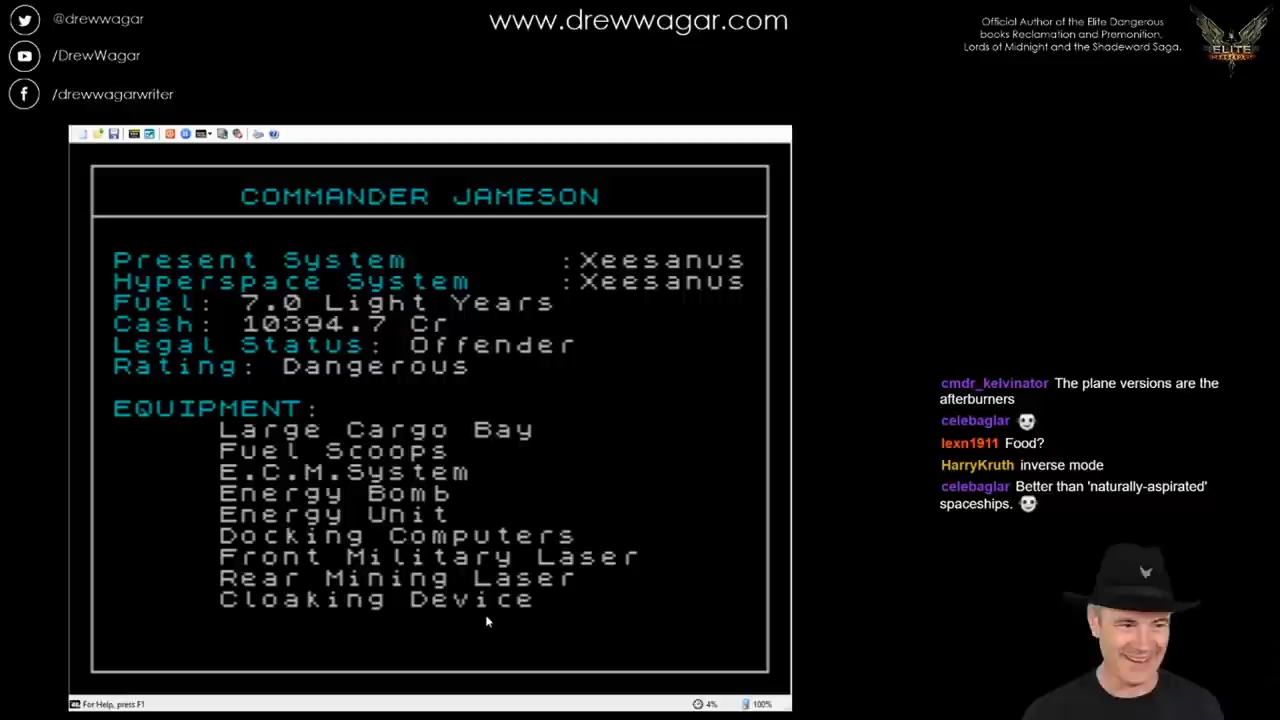 @drewwagar
/DrewWagar
/drewwagarwriter
www.drewwagar.com
Official Author of the Elite Dangerous
books Reclamation and Premonition,
Lords of Midnight and the Shadeward Saga.
ELITE
COMMANDER JAMESON
Present System :Xeesanus
Hyperspace System :Xeesanus
Fuel: 7.0 Light Years
Cash: 10394.7 Cr
Legal Status: Offender
Rating: Dangerous
EQUIPMENT:
Large Cargo Bay
Fuel Scoops
E.C.M.System
Energy Bomb
Energy Unit
Docking Computers
Front Military Laser
Rear Mining Laser
Cloaking Device
For Help, press F1
4%
100%
cmdr_kelvinator The plane versions are the
afterburners
celebaglar
lexn1911 Food?
HarryKruth inverse mode
celebaglar Better than 'naturally-aspirated'
spaceships.